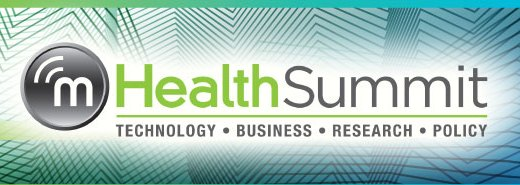 m HealthSummit
TECHNOLOGY • BUSINESS • RESEARCH • POLICY